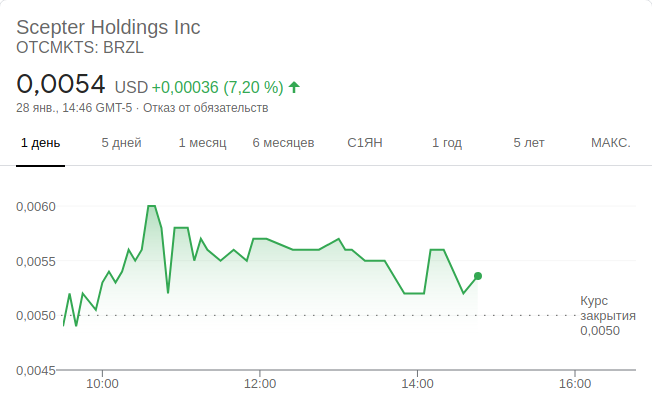 Scepter Holdings Inc
OTCMKTS: BRZL
0,0054 USD +0,00036 (7,20 %)
28 янв., 14:46 GMT-5 · Отказ от обязательств
1 день 5 дней 1 месяц 6 месяцев С1ЯН 1 год 5 лет МАКС.
0,0060
0,0055
0,0050
0,0045
Курс
закрытия
0,0050
10:00 12:00 14:00 16:00